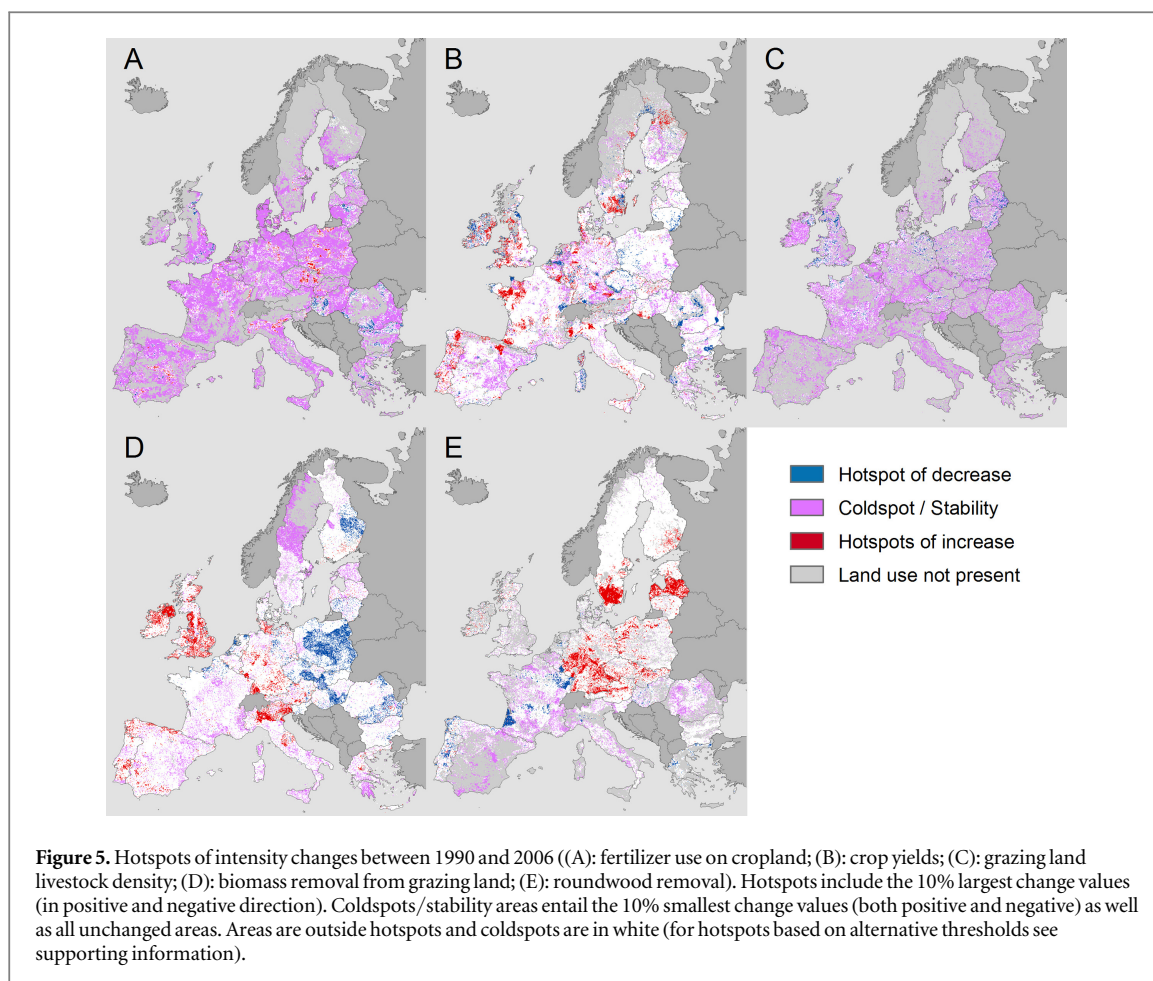 A
B
C
D
E
Hotspot of decrease
Coldspot / Stability
Hotspots of increase
Land use not present
Figure 5. Hotspots of intensity changes between 1990 and 2006 ((A): fertilizer use on cropland; (B): crop yields; (C): grazing land
livestock density; (D): biomass removal from grazing land; (E): roundwood removal). Hotspots include the 10% largest change values
(in positive and negative direction). Coldspots/stability areas entail the 10% smallest change values (both positive and negative) as well
as all unchanged areas. Areas are outside hotspots and coldspots are in white (for hotspots based on alternative thresholds see
supporting information).